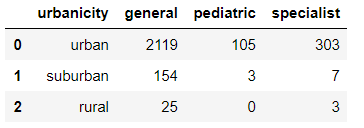 urbanicity general pediatric specialist
0 urban 2119 105 303
1 suburban 154 3 7
2 rural 25 0 3